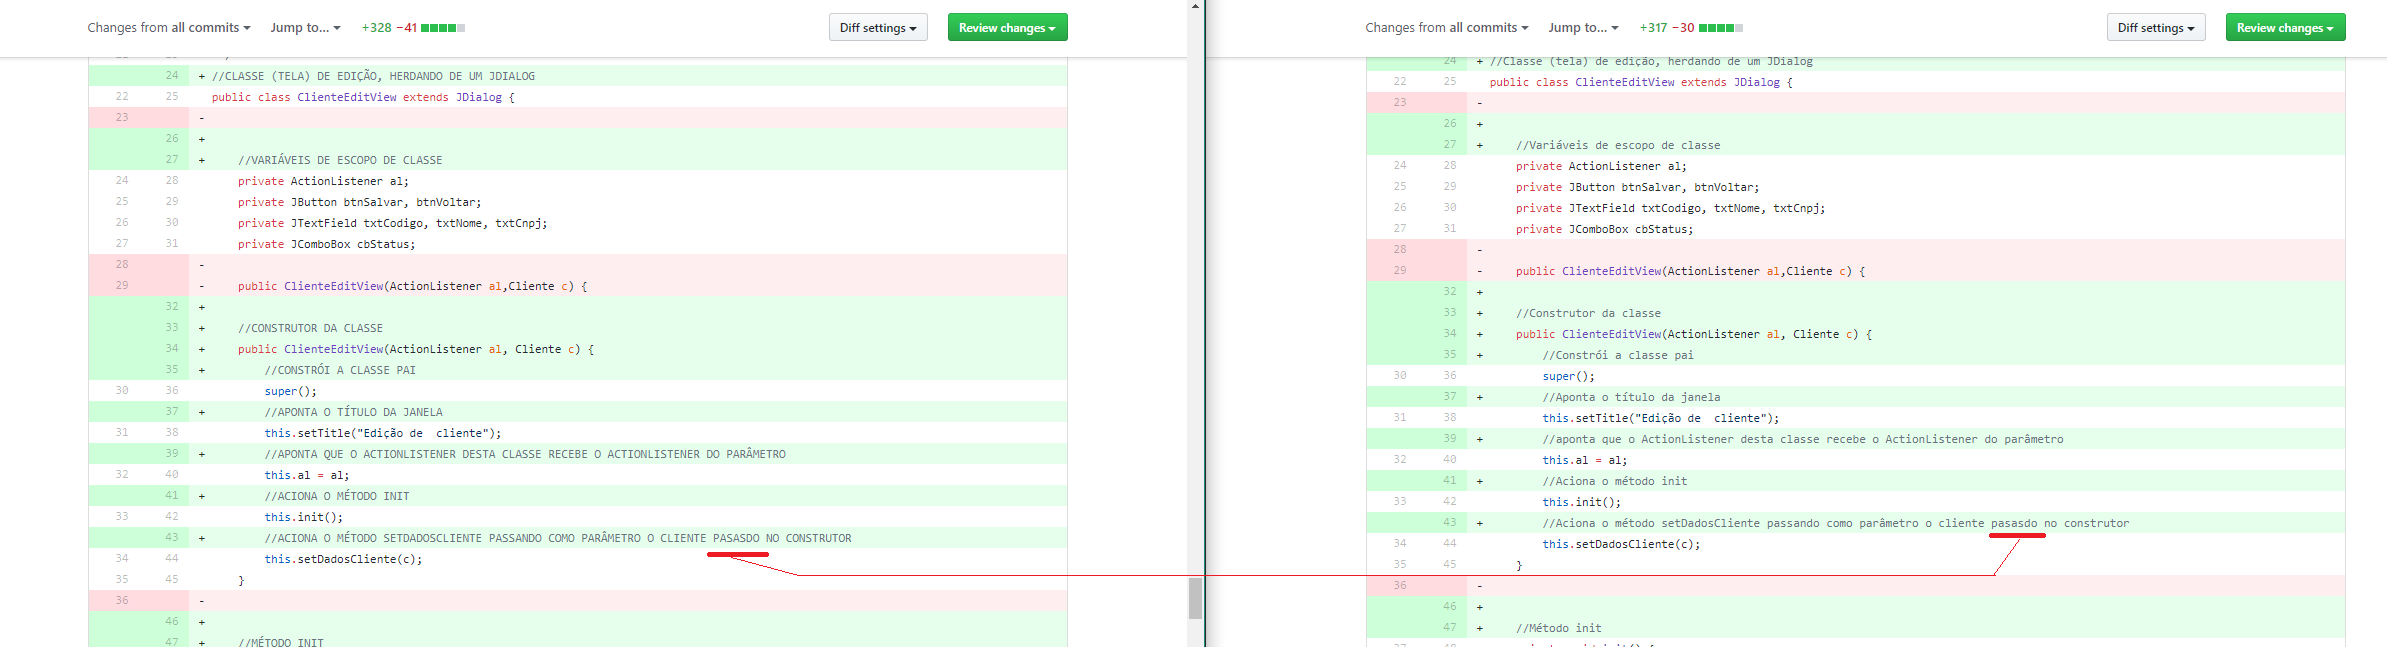 Changes from all commits Jump to... +328 −41 Diff settings Review changes
24 + //CLASSE (TELA) DE EDIÇÃO, HERDANDO DE UM JDIALOG
22 25 public class ClienteEditView extends JDialog {
23 -
26 +
27 + //VARIÁVEIS DE ESCOPO DE CLASSE
24 28 private ActionListener al;
25 29 private JButton btnSalvar, btnVoltar;
26 30 private JTextField txtCodigo, txtNome, txtCnpj;
27 31 private JComboBox cbStatus;
28 -
29 - public ClienteEditView(ActionListener al,Cliente c) {
32 +
33 + //CONSTRUTOR DA CLASSE
34 + public ClienteEditView(ActionListener al, Cliente c) {
35 + //CONSTRÓI A CLASSE PAI
30 36 super();
37 + //APONTA O TÍTULO DA JANELA
31 38 this.setTitle("Edição de  cliente");
39 + //APONTA QUE O ACTIONLISTENER DESTA CLASSE RECEBE O ACTIONLISTENER DO PARÂMETRO
32 40 this.al = al;
41 + //ACIONA O MÉTODO INIT
33 42 this.init();
43 + //ACIONA O MÉTODO SETDADOSCLIENTE PASSANDO COMO PARÂMETRO O CLIENTE PASASDO NO CONSTRUTOR
34 44 this.setDadosCliente(c);
35 45 }
36 -
46 +
47 + //MÉTODO INIT
Changes from all commits Jump to... +317 −30 Diff settings Review changes
24 + //Classe (tela) de edição, herdando de um JDialog
22 25 public class ClienteEditView extends JDialog {
23 -
26 +
27 + //Variáveis de escopo de classe
24 28 private ActionListener al;
25 29 private JButton btnSalvar, btnVoltar;
26 30 private JTextField txtCodigo, txtNome, txtCnpj;
27 31 private JComboBox cbStatus;
28 -
29 - public ClienteEditView(ActionListener al,Cliente c) {
32 +
33 + //Construtor da classe
34 + public ClienteEditView(ActionListener al, Cliente c) {
35 + //Constrói a classe pai
30 36 super();
37 + //Aponta o título da janela
31 38 this.setTitle("Edição de  cliente");
39 + //aponta que o ActionListener desta classe recebe o ActionListener do parâmetro
32 40 this.al = al;
41 + //Aciona o método init
33 42 this.init();
43 + //Aciona o método setDadosCliente passando como parâmetro o cliente pasasdo no construtor
34 44 this.setDadosCliente(c);
35 45 }
36 -
46 +
47 + //Método init